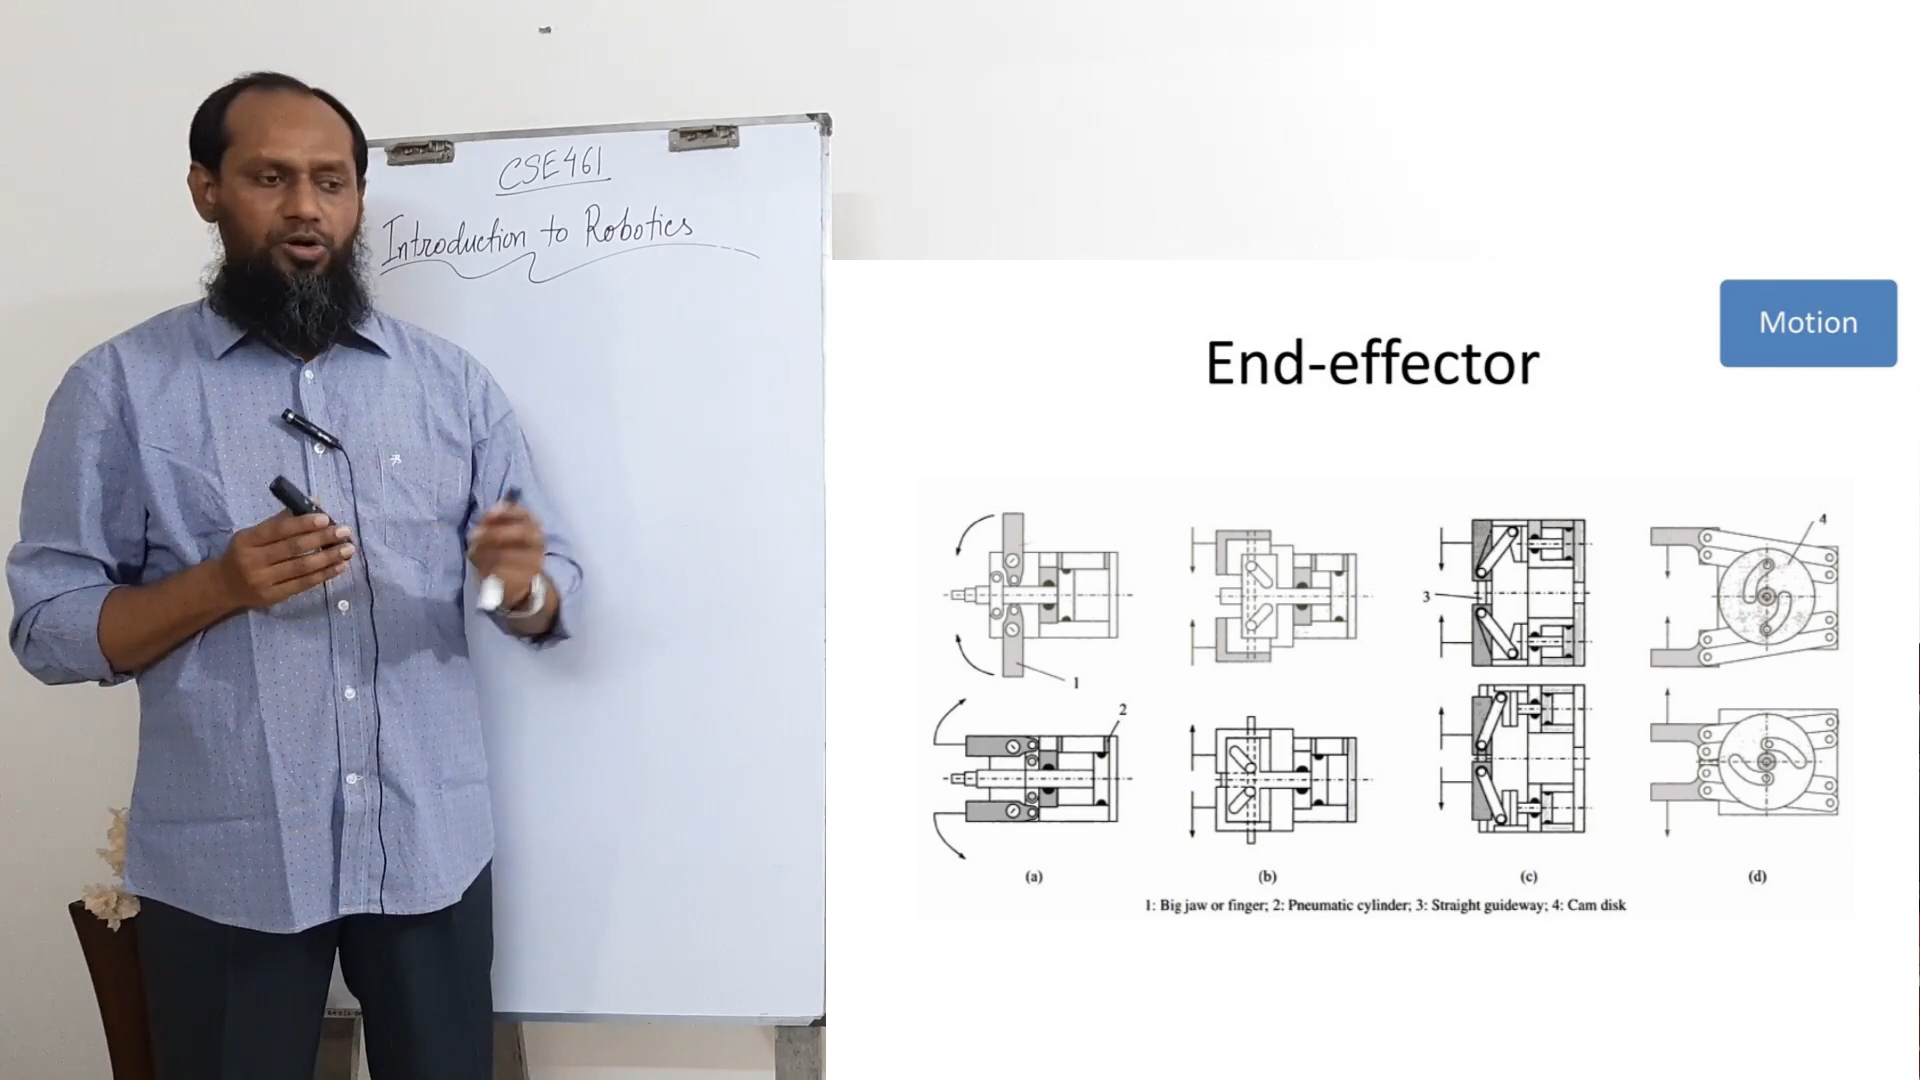 CSE461
Introduction to Robotics
Motion
End-effector
4
3
1
2
(a) (b) (c) (d)
1: Big jaw or finger; 2: Pneumatic cylinder; 3: Straight guideway; 4: Cam disk